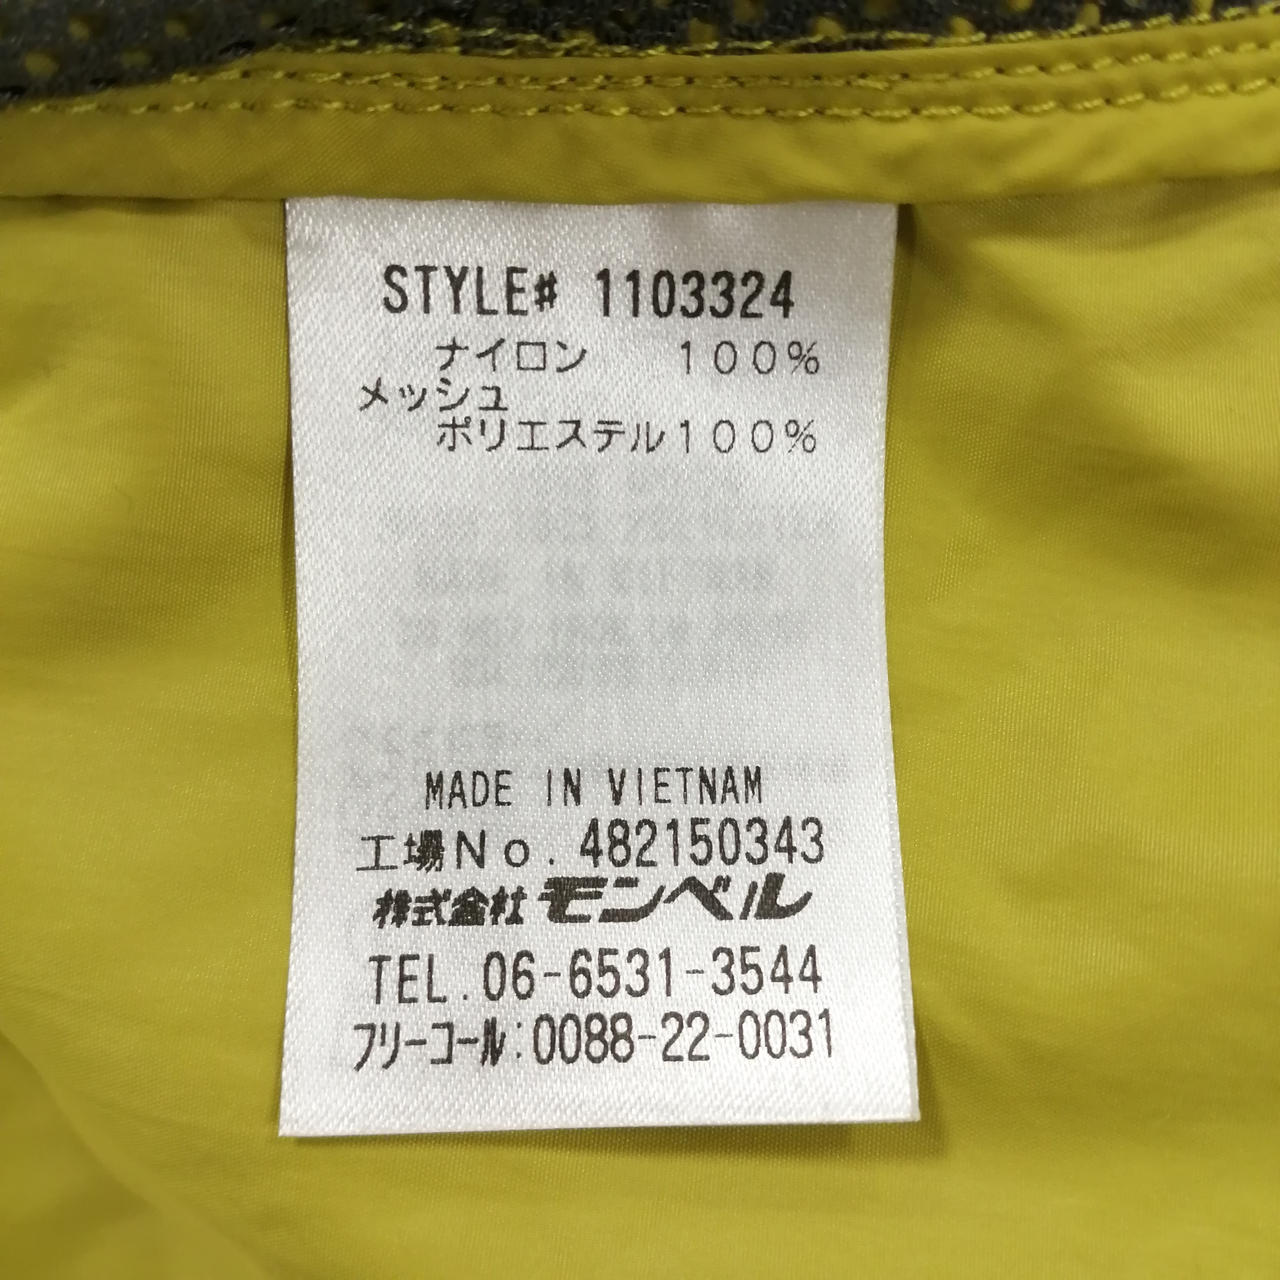 STYLE# 1103324
ナイロン 100%
メッシュ
ポリエステル100%
MADE IN VIETNAM
工場No. 482150343
株式会社 モンベル
TEL.06-6531-3544
フリーコール:0088-22-0031